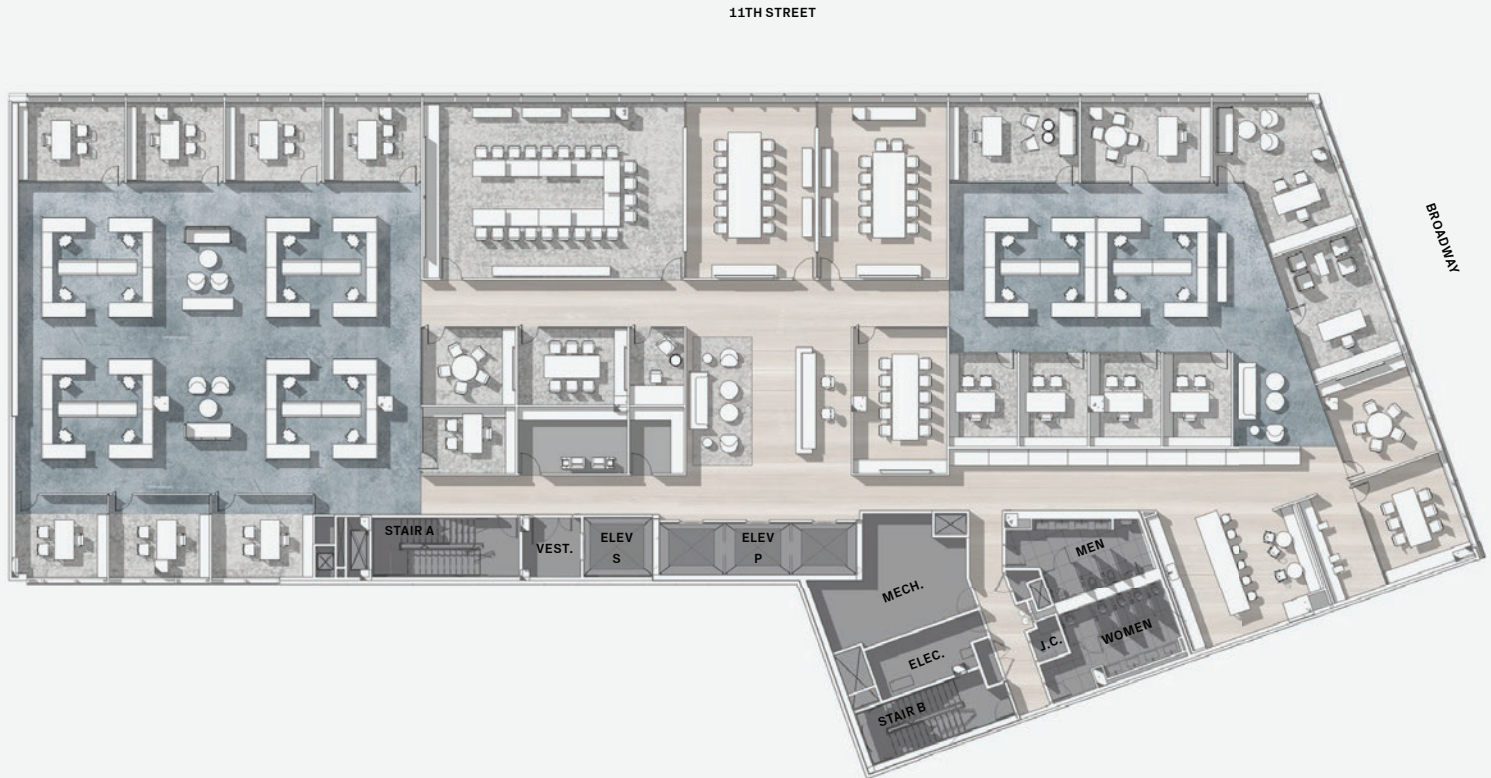 11TH STREET
BROADWAY
STAIR A
VEST.
ELEV
S
ELEV
P
MEN
MECH.
WOMEN
J.C.
ELEC.
STAIR B